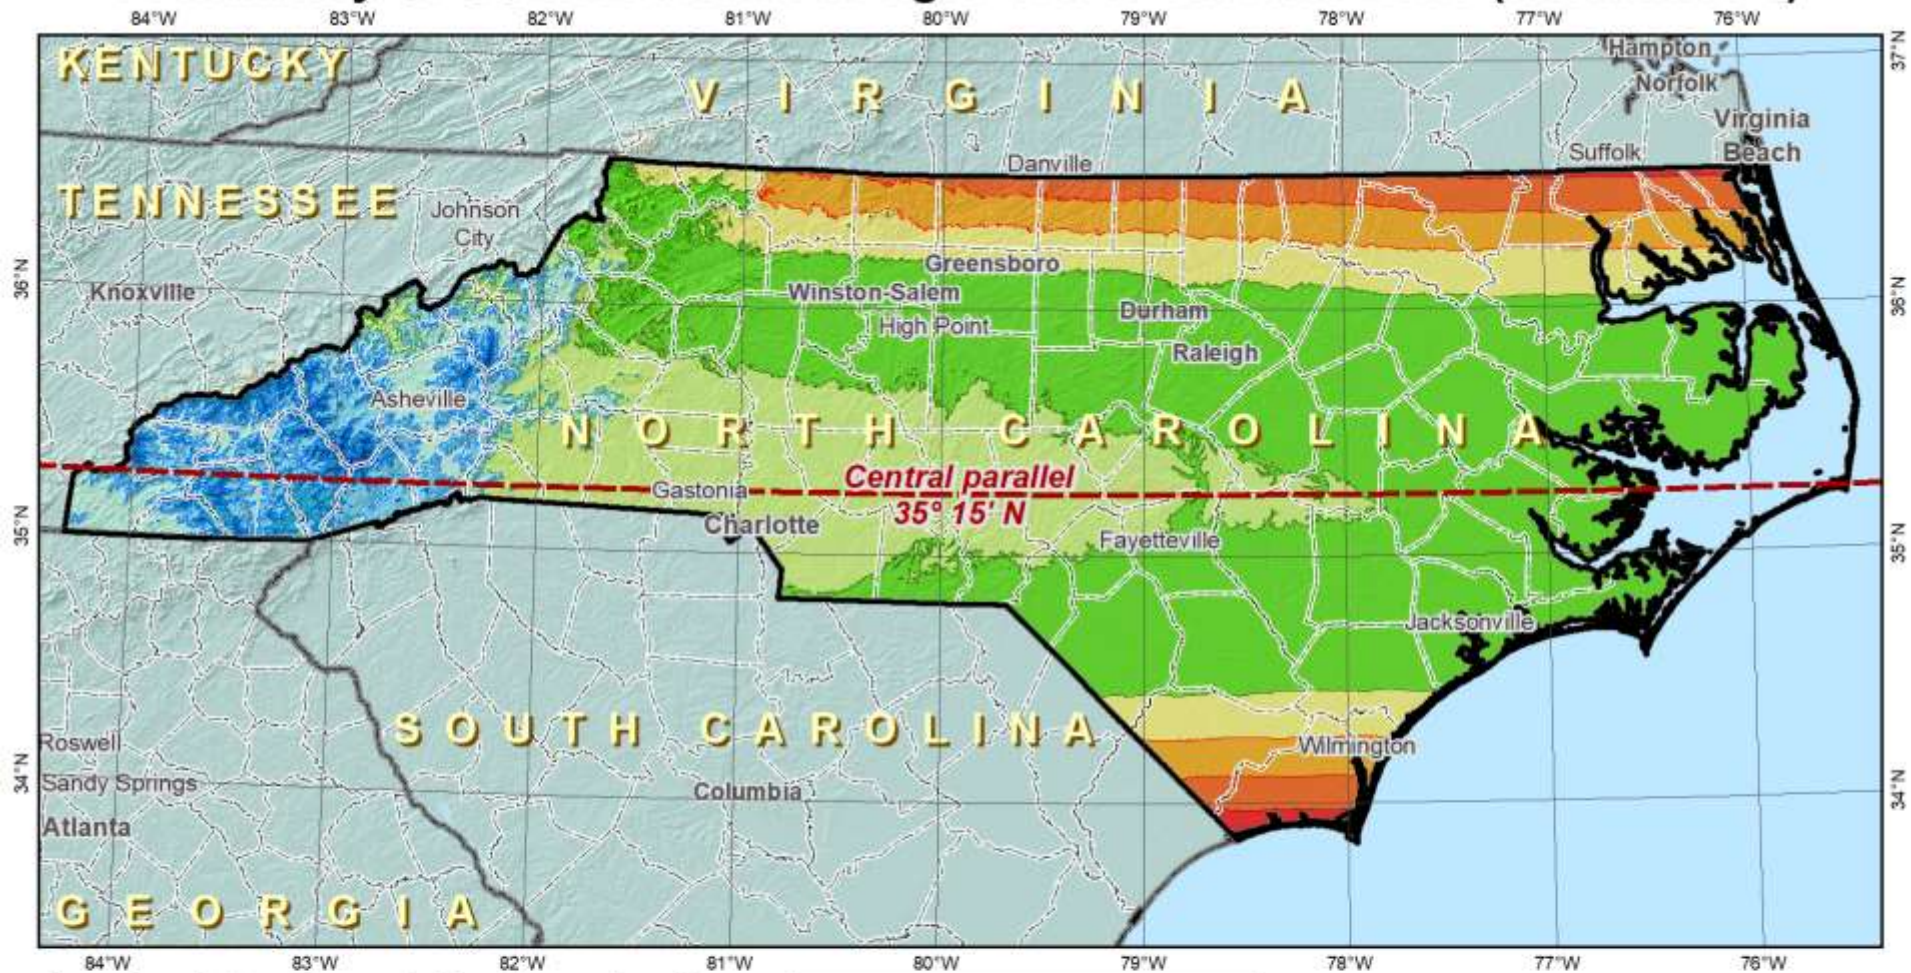 84°W 83°W 82°W 81°W 80°W 79°W 78°W 77°W 76°W
KENTUCKY
VIRGINIA
Hampton
Norfolk
37°N
Virginia
Beach
Suffolk
Danville
TENNESSEE
Johnson
City
Greensboro
36°N
Knoxville
Winston-Salem
Durham
36°N
High Point
Raleigh
Asheville
NORTH CAROLINA
Central parallel
35° 15' N
Gastonia
Charlotte
35°N
Fayetteville
35°N
Jacksonville
SOUTH CAROLINA
Roswell
Wilmington
34°N
Sandy Springs
Columbia
34°N
Atlanta
GEORGIA
84°W 83°W 82°W 81°W 80°W 79°W 78°W 77°W 76°W